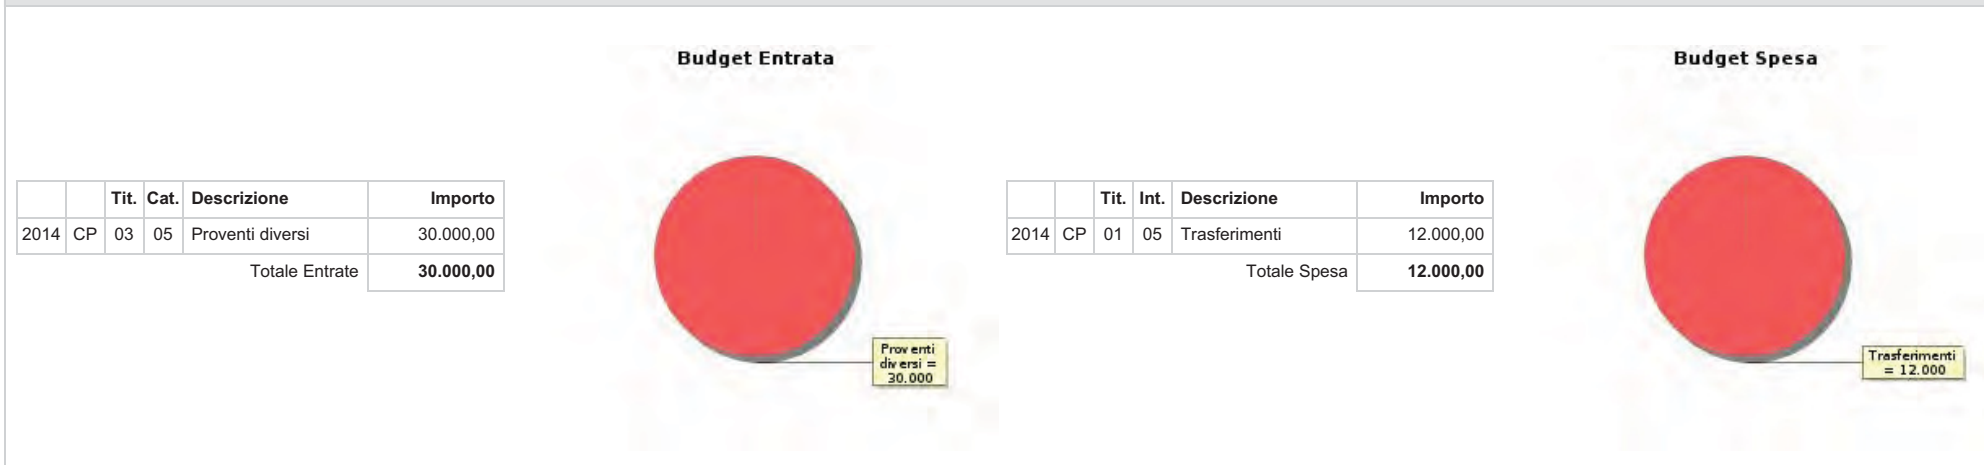 Budget Entrata
Tit. Cat. Descrizione Importo
2014 CP 03 05 Proventi diversi 30.000,00
Totale Entrate 30.000,00
Proventi
diversi =
30.000
Budget Spesa
Tit. Int. Descrizione Importo
2014 CP 01 05 Trasferimenti 12.000,00
Totale Spesa 12.000,00
Trasferimenti
= 12.000